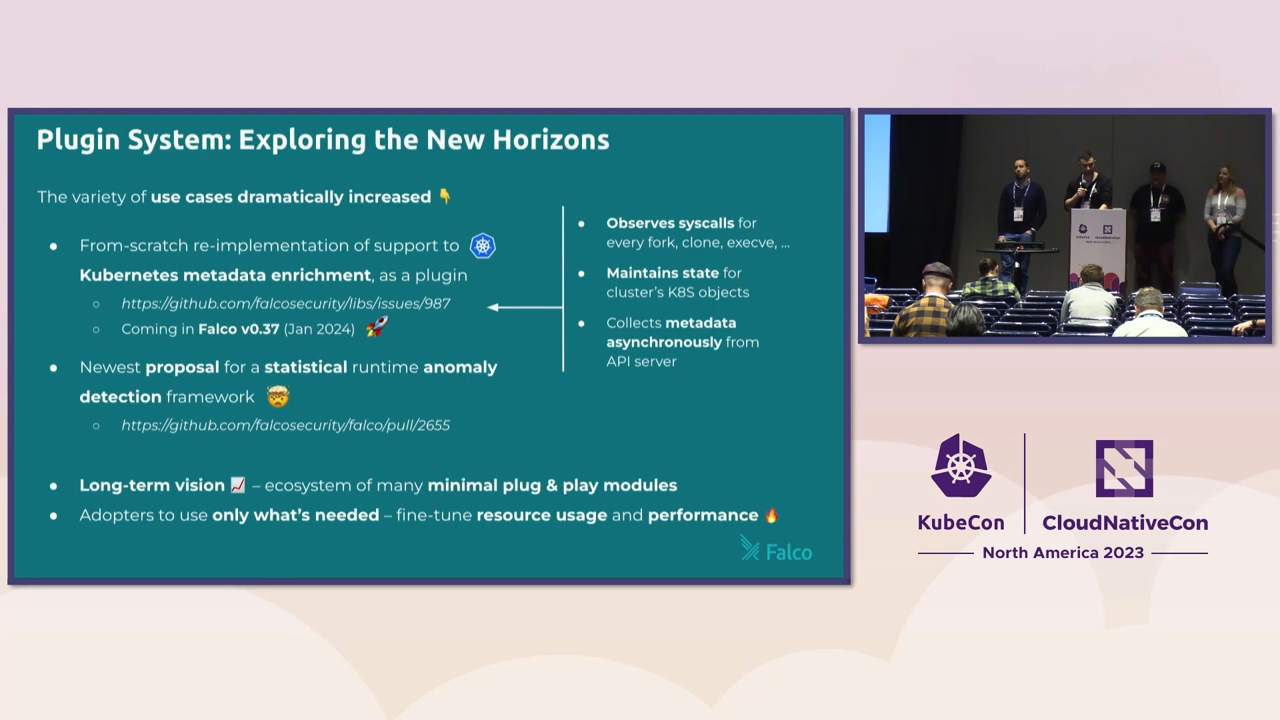 Plugin System: Exploring the New Horizons
The variety of use cases dramatically increased 👇
● From-scratch re-implementation of support to
Kubernetes metadata enrichment, as a plugin
○ https://github.com/falcosecurity/libs/issues/987
○ Coming in Falco v0.37 (Jan 2024) 🚀
● Newest proposal for a statistical runtime anomaly
detection framework 🤯
○ https://github.com/falcosecurity/falco/pull/2655
● Long-term vision 📈 – ecosystem of many minimal plug & play modules
● Adopters to use only what's needed – fine-tune resource usage and performance 🔥
● Observes syscalls for
every fork, clone, execve, ...
● Maintains state for
cluster's K8S objects
● Collects metadata
asynchronously from
API server
Falco
KubeCon
CloudNativeCon
North America 2023